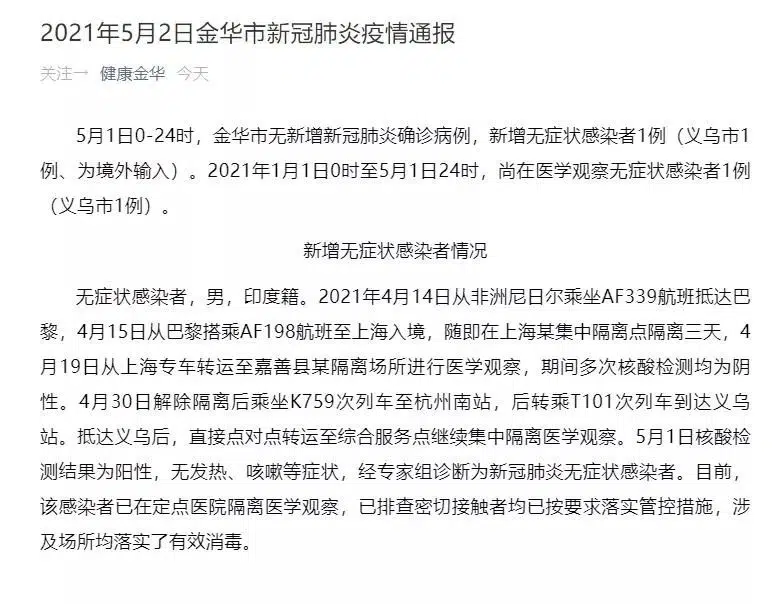 2021年5月2日金华市新冠肺炎疫情通报
关注→ 健康金华 今天
5月1日0-24时，金华市无新增新冠肺炎确诊病例，新增无症状感染者1例（义乌市1
例、为境外输入）。2021年1月1日0时至5月1日24时，尚在医学观察无症状感染者1例
（义乌市1例）。
新增无症状感染者情况
无症状感染者，男，印度籍。2021年4月14日从非洲尼日尔乘坐AF339航班抵达巴
黎，4月15日从巴黎搭乘AF198航班至上海入境，随即在上海某集中隔离点隔离三天，4
月19日从上海专车转运至嘉善县某隔离场所进行医学观察，期间多次核酸检测均为阴
性。4月30日解除隔离后乘坐K759次列车至杭州南站，后转乘T101次列车到达义乌
站。抵达义乌后，直接点对点转运至综合服务点继续集中隔离医学观察。5月1日核酸检
测结果为阳性，无发热、咳嗽等症状，经专家组诊断为新冠肺炎无症状感染者。目前，
该感染者已在定点医院隔离医学观察，已排查密切接触者均已按要求落实管控措施，涉
及场所均落实了有效消毒。